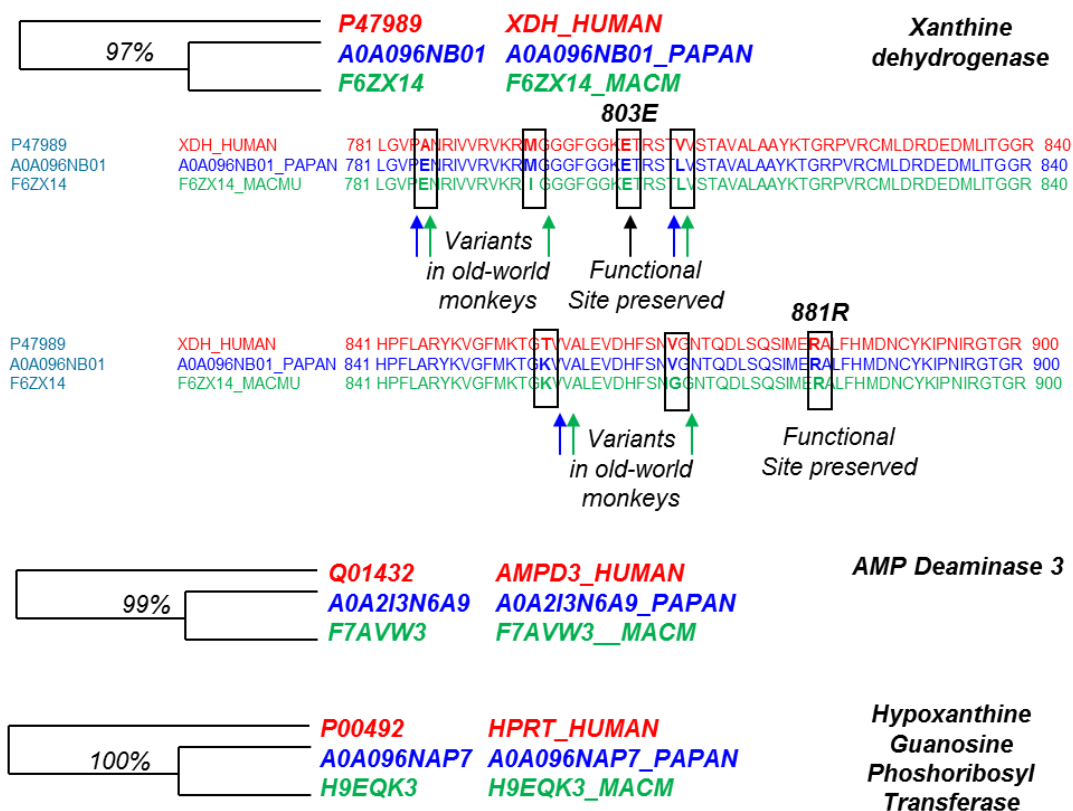 P47989 XDH_HUMAN
Xanthine
dehydrogenase
97%
A0A096NB01 A0A096NB01_PAPAN
F6ZX14 F6ZX14_MACM
803E
P47989 XDH_HUMAN 781 LGVPANRIVVRVKRMGGGFGGKETRSTVVSTAVALAAYKTGRPVRCMLDRDEDMLITGGR 840
A0A096NB01 A0A096NB01_PAPAN 781 LGVPENRIVVRVKRMGGGFGGKETRSTLVSTAVALAAYKTGRPVRCMLDRDEDMLITGGR 840
F6ZX14 F6ZX14_MACMU 781 LGVPENRIVVRVKRIGGGFGGKETRSTLVSTAVALAAYKTGRPVRCMLDRDEDMLITGGR 840
Variants
in old-world
monkeys
Functional
Site preserved
881R
P47989 XDH_HUMAN 841 HPFLARYKVGFMKTGTVVALEVDHFSNVGNTQDLSQSIMERALFHMDNCYKIPNIRGTGR 900
A0A096NB01 A0A096NB01_PAPAN 841 HPFLARYKVGFMKTGKVVALEVDHFSNVGNTQDLSQSIMERALFHMDNCYKIPNIRGTGR 900
F6ZX14 F6ZX14_MACMU 841 HPFLARYKVGFMKTGKVVALEVDHFSNGGNTQDLSQSIMERALFHMDNCYKIPNIRGTGR 900
Variants
in old-world
monkeys
Functional
Site preserved
Q01432 AMPD3_HUMAN
AMP Deaminase 3
99%
A0A2I3N6A9 A0A2I3N6A9_PAPAN
F7AVW3 F7AVW3__MACM
P00492 HPRT_HUMAN
100%
A0A096NAP7 A0A096NAP7_PAPAN
H9EQK3 H9EQK3_MACM
Hypoxanthine
Guanosine
Phoshoribosyl
Transferase